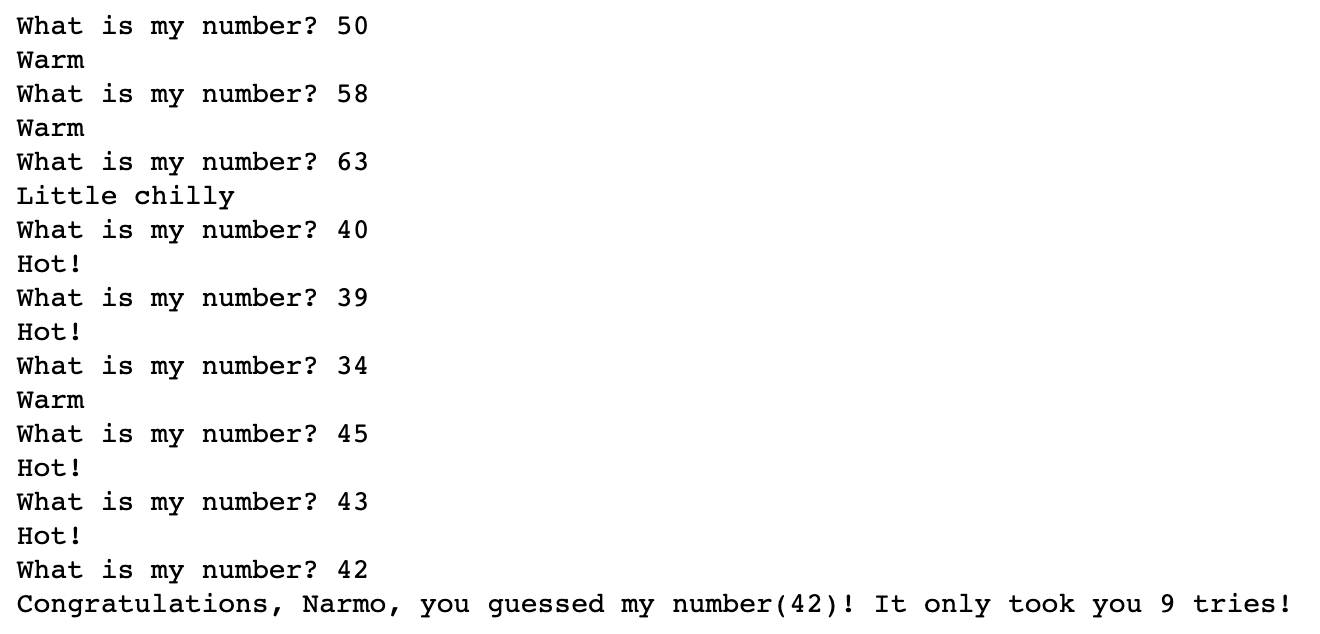 What is my number? 50
Warm
What is my number? 58
Warm
What is my number? 63
Little chilly
What is my number? 40
Hot!
What is my number? 39
Hot!
What is my number? 34
Warm
What is my number? 45
Hot!
What is my number? 43
Hot!
What is my number? 42
Congratulations, Narmo, you guessed my number(42)! It only took you 9 tries!